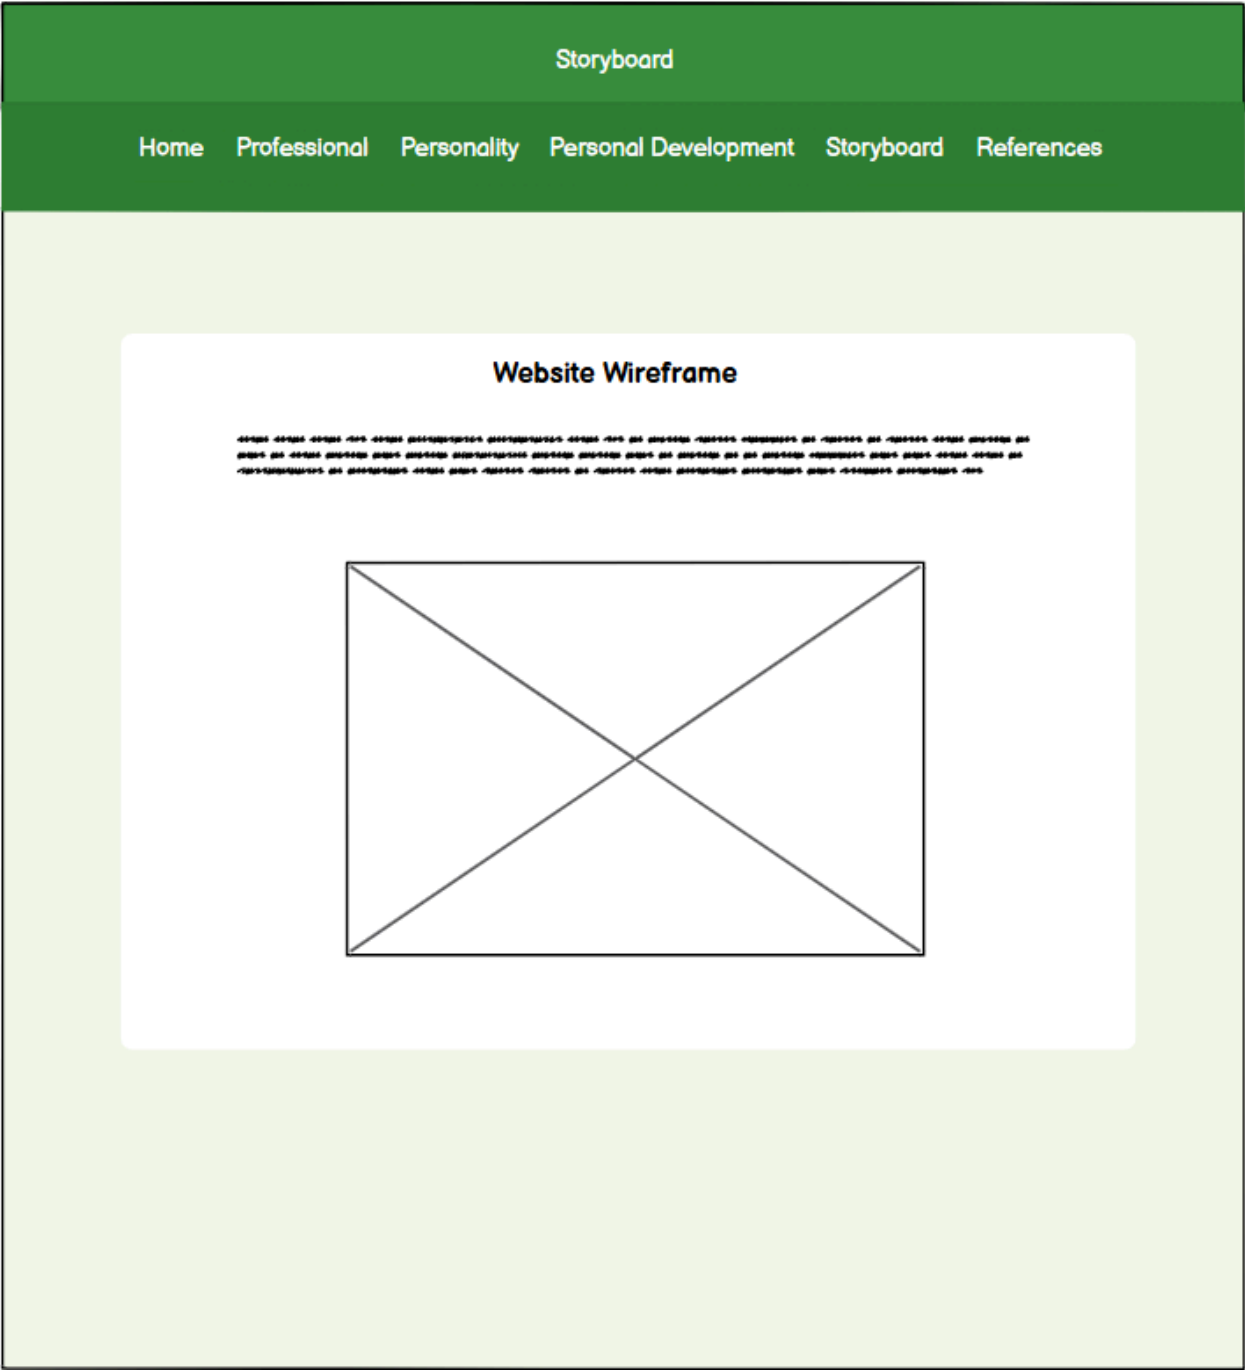 Storyboard
Home Professional Personality Personal Development Storyboard References
Website Wireframe